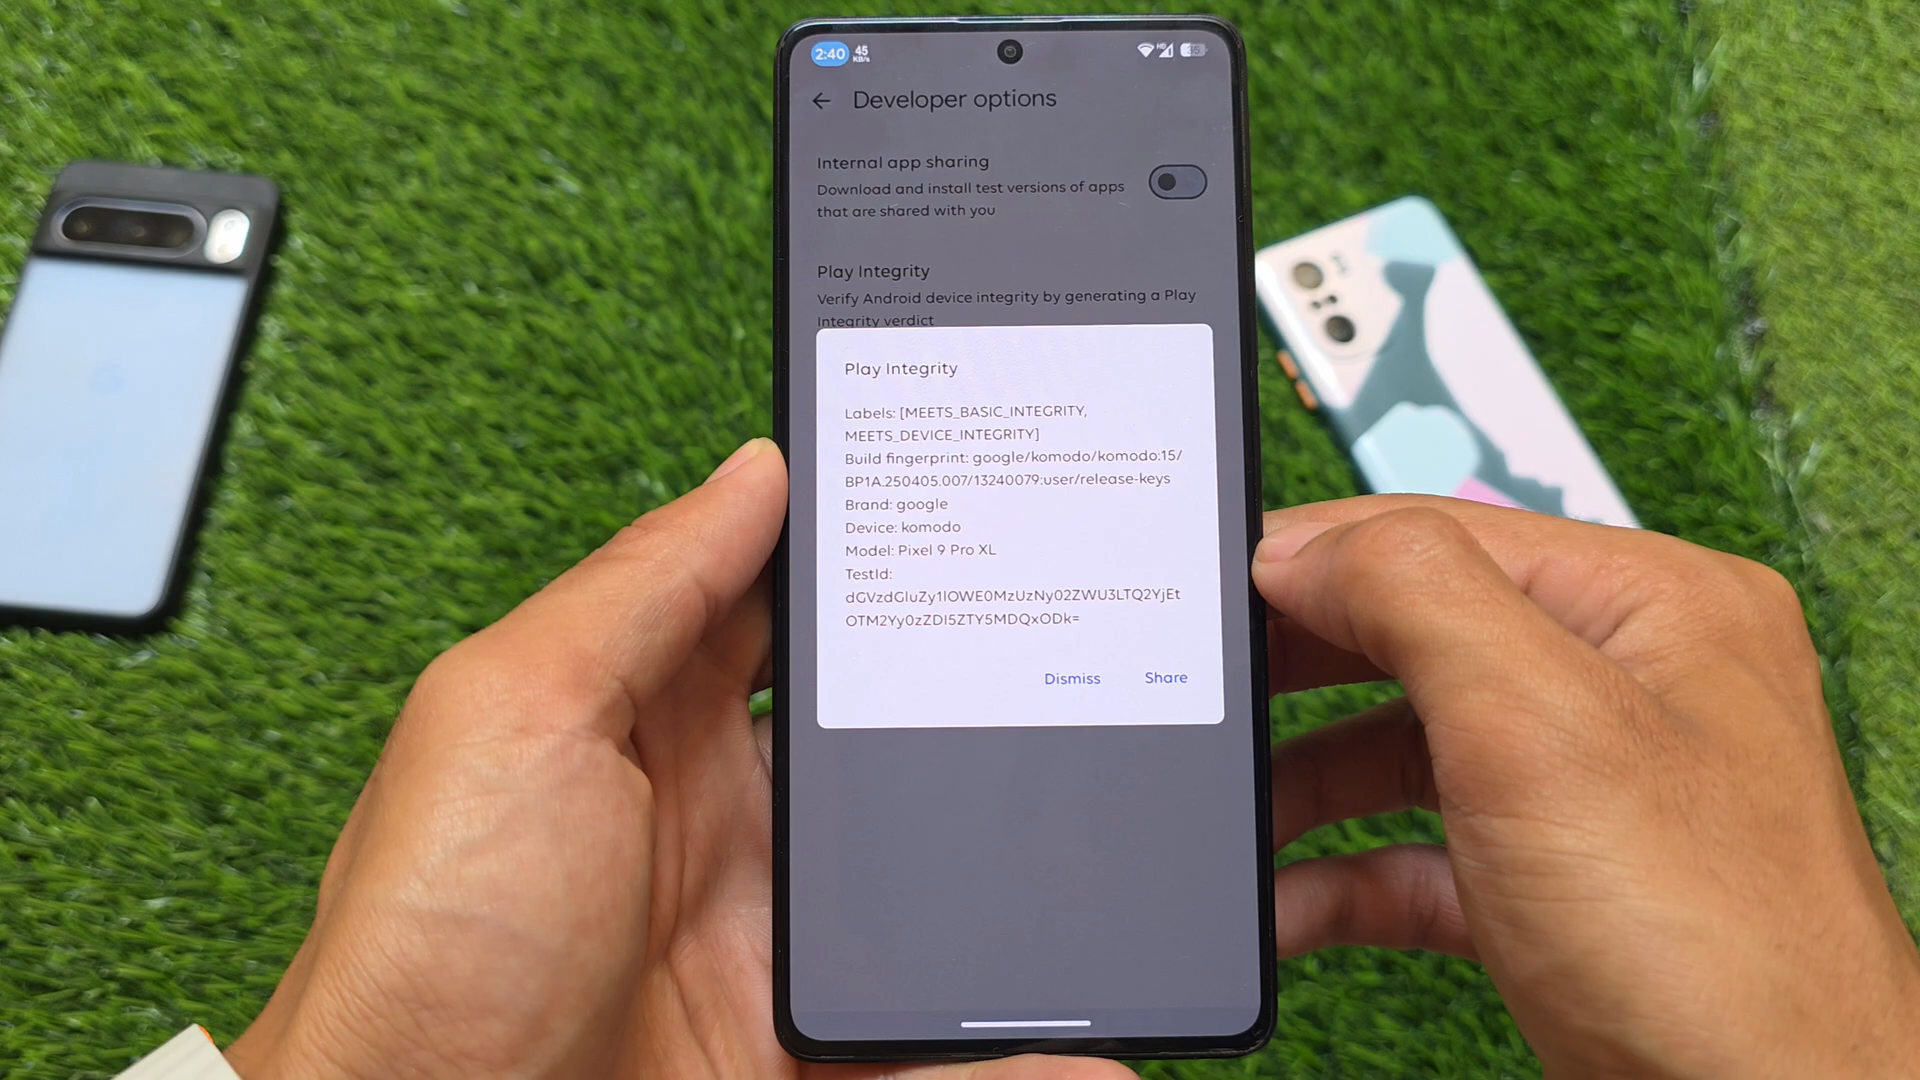 2:40 45 KB/s HD 35
Developer options
Internal app sharing
Download and install test versions of apps
that are shared with you
Play Integrity
Verify Android device integrity by generating a Play
Integrity verdict
Play Integrity
Labels: [MEETS_BASIC_INTEGRITY,
MEETS_DEVICE_INTEGRITY]
Build fingerprint: google/komodo/komodo:15/
BP1A.250405.007/13240079:user/release-keys
Brand: google
Device: komodo
Model: Pixel 9 Pro XL
TestId:
dGVzdGluZy1lOWE0MzUzNy02ZWU3LTQ2YjEt
OTM2Yy0zZDI5ZTY5MDQxODk=
Dismiss Share